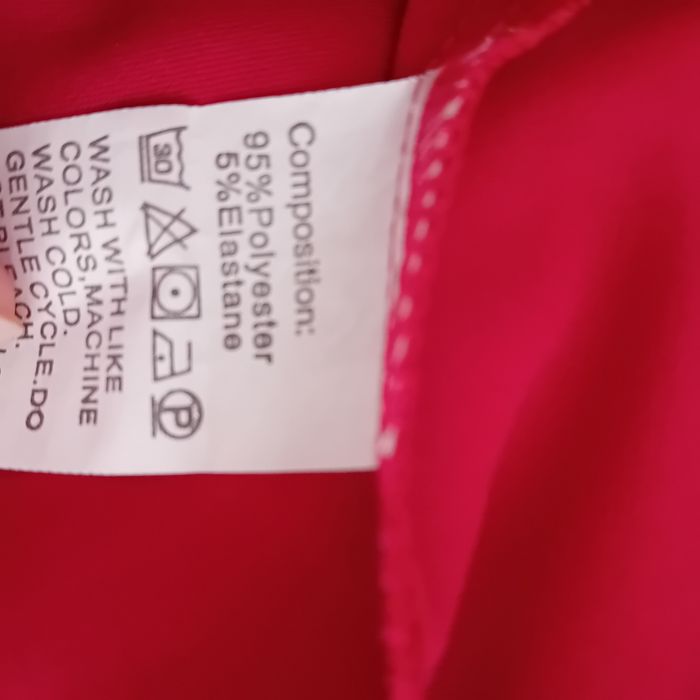 Composition:
95%Polyester
5%Elastane
30
P
WASH WITH LIKE
COLORS,MACHINE
WASH COLD.
GENTLE CYCLE.DO